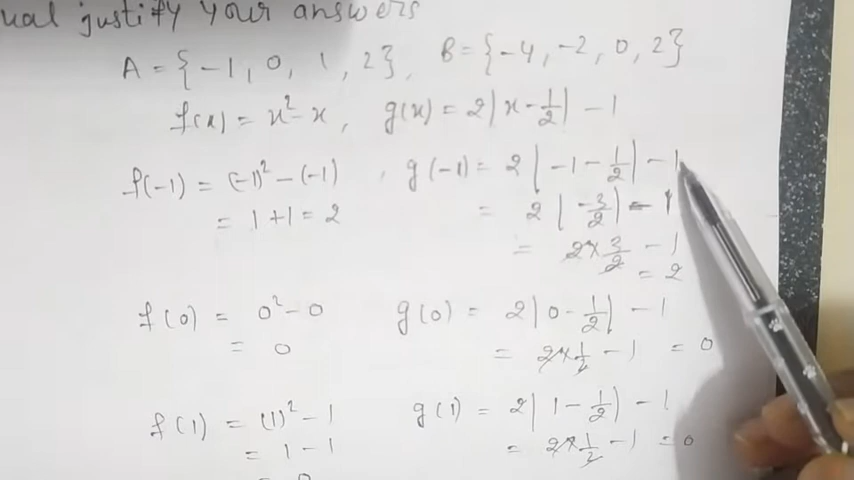 ual justify your answers
A = {-1, 0, 1, 2}, B = {-4, -2, 0, 2}
f(x) = x² - x, g(x) = 2|x - 1/2| - 1
f(-1) = (-1)² - (-1), g(-1) = 2|-1 - 1/2| - 1
= 1 + 1 = 2 = 2|-3/2| - 1
= 2 × 3/2 - 1
= 2
f(0) = 0² - 0 g(0) = 2|0 - 1/2| - 1
= 0 = 2 × 1/2 - 1 = 0
f(1) = (1)² - 1 g(1) = 2|1 - 1/2| - 1
= 1 - 1 = 2 × 1/2 - 1 = 0
= 0